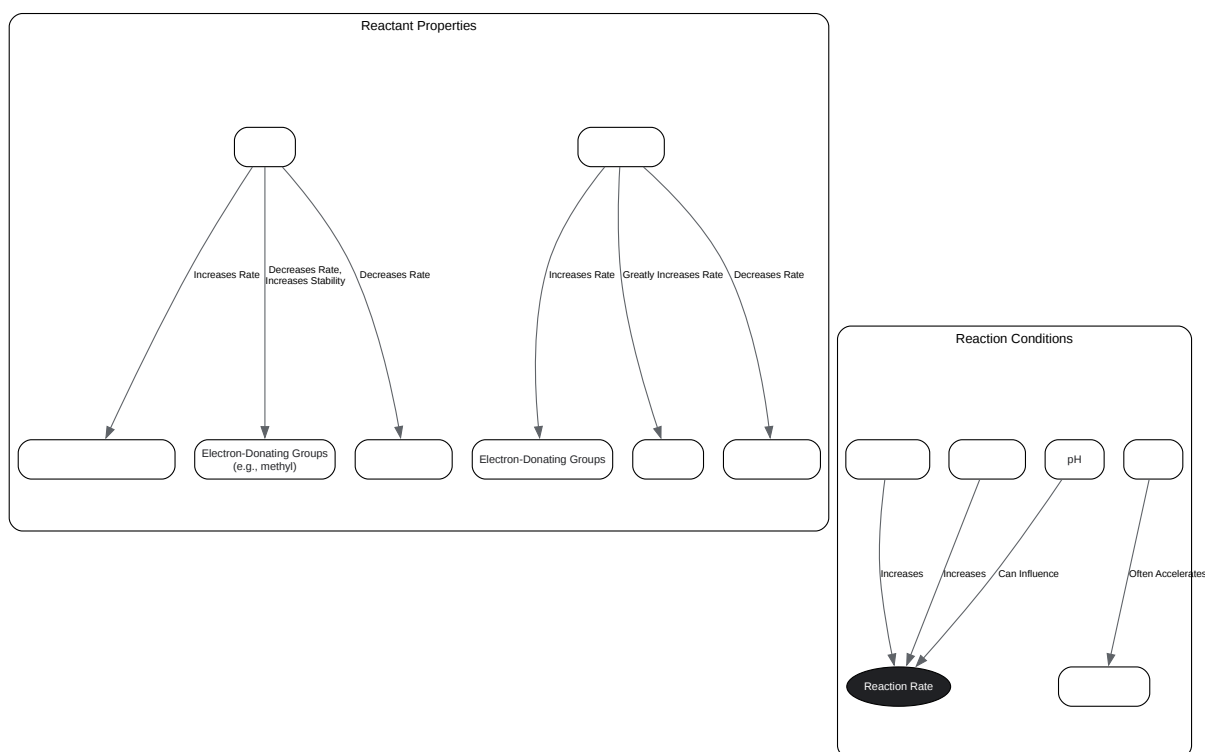 Reactant Properties
Increases Rate
Decreases Rate,
Increases Stability
Decreases Rate
Increases Rate
Greatly Increases Rate
Decreases Rate
Electron-Donating Groups
(e.g., methyl)
Electron-Donating Groups
Reaction Conditions
pH
Increases
Increases
Can Influence
Often Accelerates
Reaction Rate